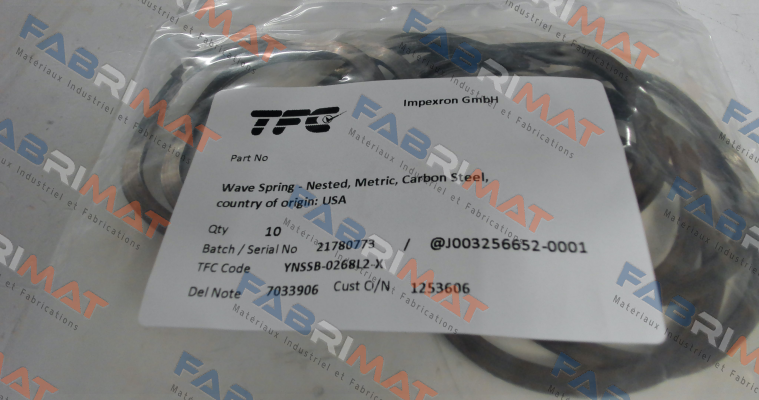 TFC
Impexron GmbH
Part No
Wave Spring - Nested, Metric, Carbon Steel,
country of origin: USA
Qty 10
Batch / Serial No 21780773 / @J003256652-0001
TFC Code YNSSB-0268L2-X
Del Note 7033906 Cust Ci/N 1253606
FABRIMAT
Materiaux Industriel et Fabrications